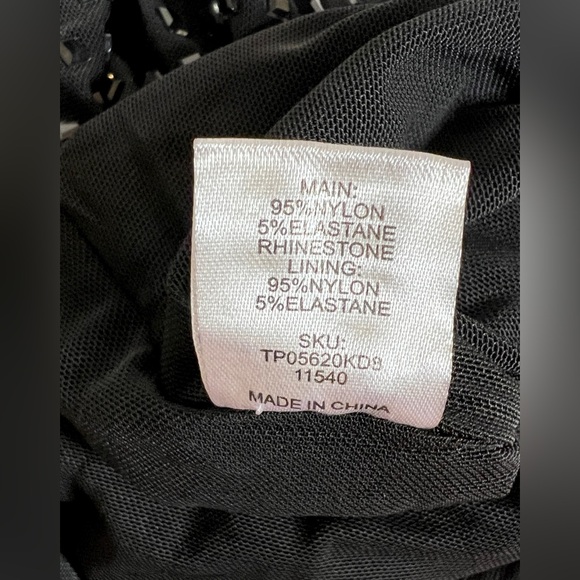 MAIN:
95%NYLON
5%ELASTANE
RHINESTONE
LINING:
95%NYLON
5%ELASTANE
SKU:
TP05620KD8
11540
MADE IN CHINA